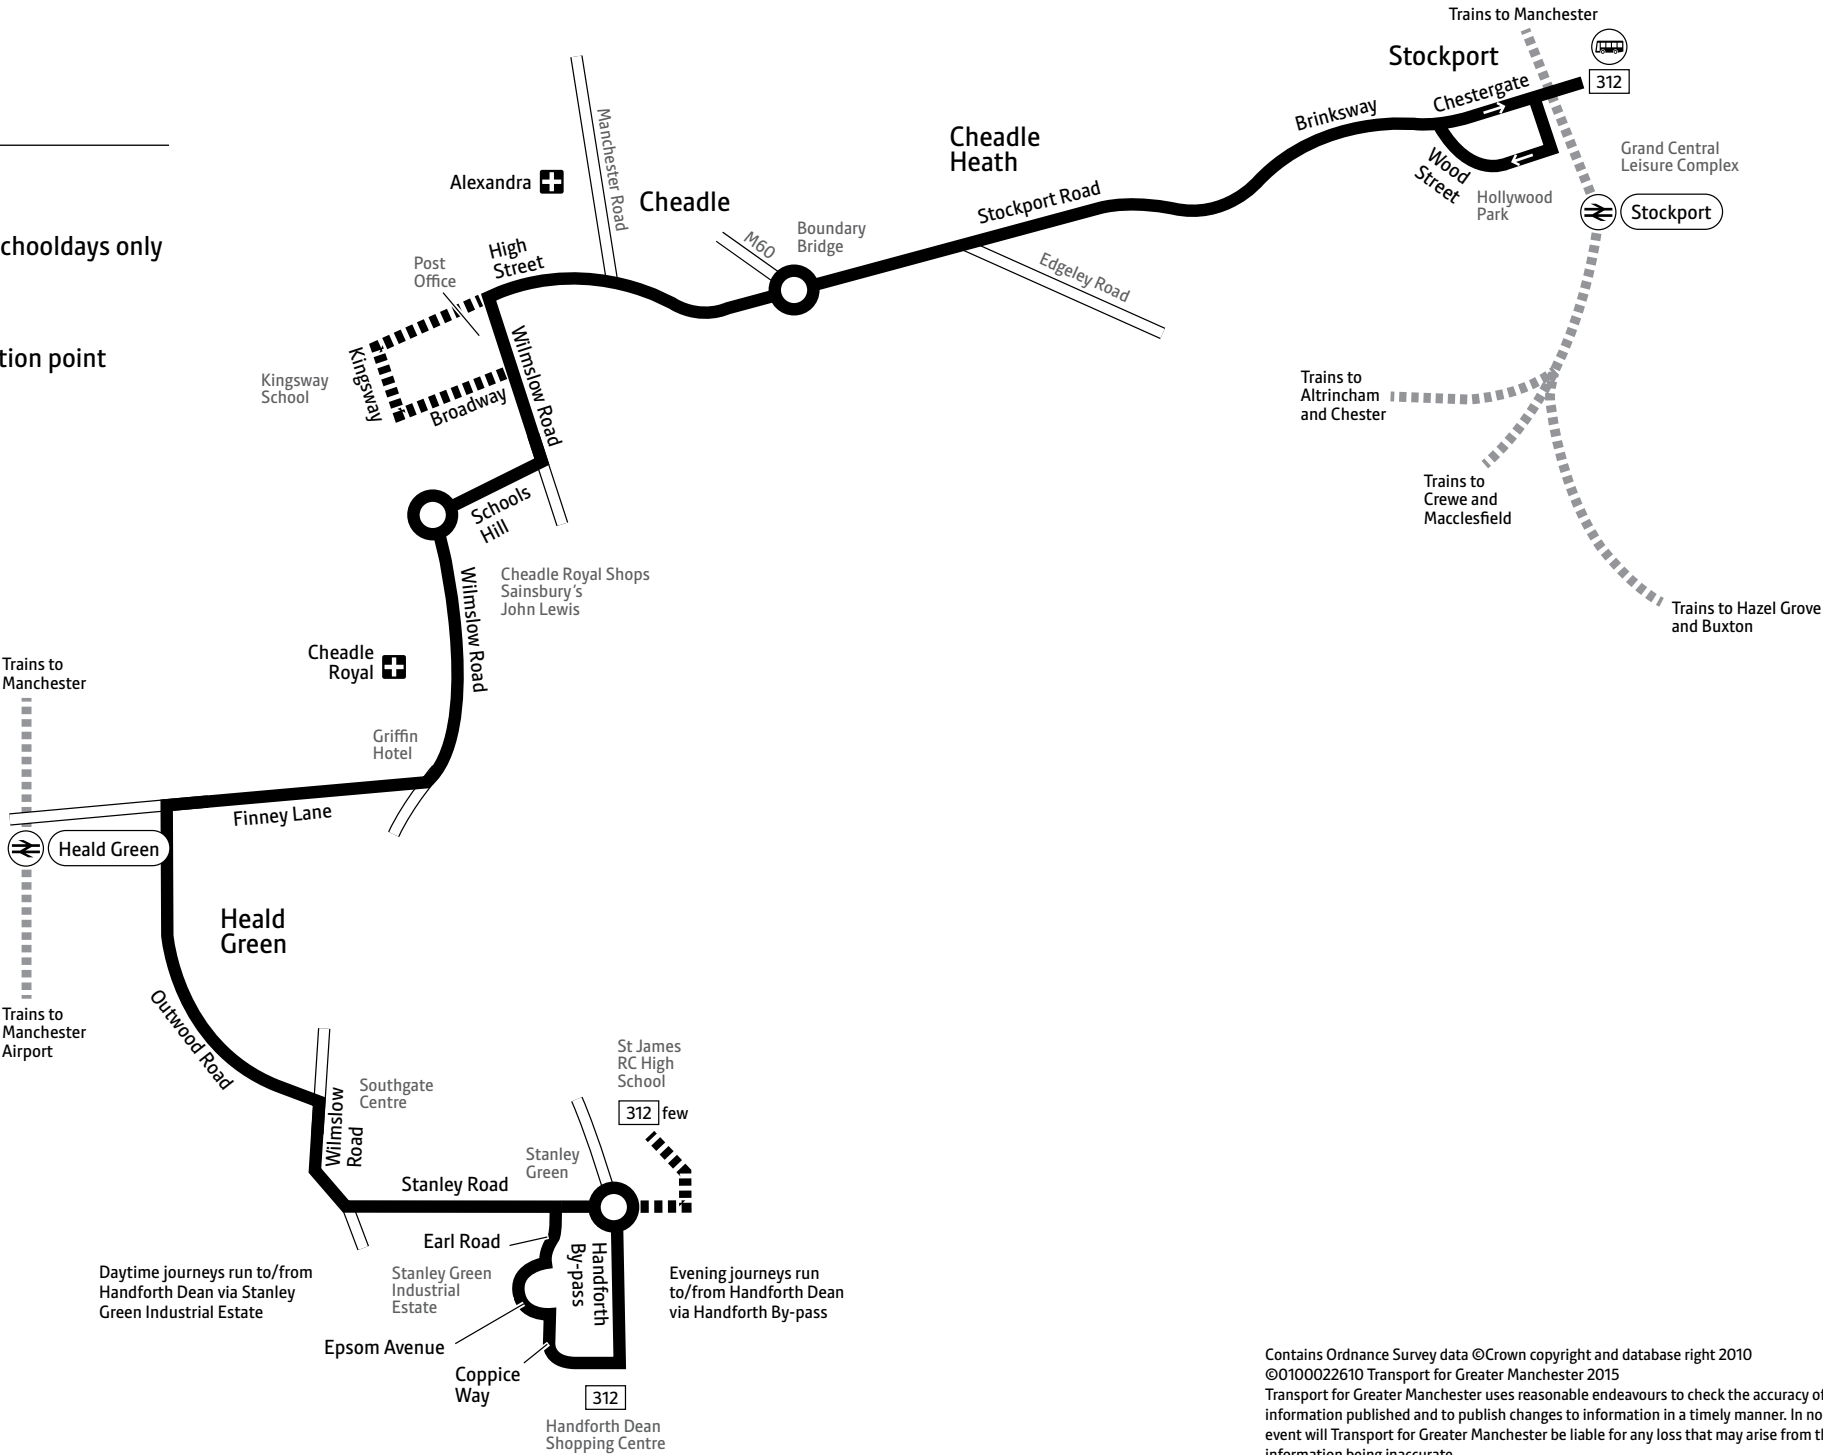 Trains to Manchester
Stockport
312
Chestergate
Brinksway
Wood
Street
Hollywood
Park
Grand Central
Leisure Complex
Stockport
Cheadle
Heath
Stockport Road
Edgeley Road
Boundary
Bridge
M60
Cheadle
Manchester Road
Alexandra
chooldays only
tion point
High
Street
Post
Office
Kingsway
Kingsway
School
Broadway
Wilmslow Road
Trains to
Altrincham
and Chester
Trains to
Crewe and
Macclesfield
Trains to Hazel Grove
and Buxton
Schools
Hill
Cheadle Royal Shops
Sainsbury's
John Lewis
Wilmslow Road
Cheadle
Royal
Griffin
Hotel
Trains to
Manchester
Finney Lane
Heald Green
Heald
Green
Trains to
Manchester
Airport
Outwood Road
Southgate
Centre
Wilmslow
Road
St James
RC High
School
312 few
Stanley
Green
Stanley Road
Earl Road
Handforth
By-pass
Daytime journeys run to/from
Handforth Dean via Stanley
Green Industrial Estate
Stanley Green
Industrial
Estate
Evening journeys run
to/from Handforth Dean
via Handforth By-pass
Epsom Avenue
Coppice
Way
312
Handforth Dean
Shopping Centre
Contains Ordnance Survey data ©Crown copyright and database right 2010
©0100022610 Transport for Greater Manchester 2015
Transport for Greater Manchester uses reasonable endeavours to check the accuracy of
information published and to publish changes to information in a timely manner. In no
event will Transport for Greater Manchester be liable for any loss that may arise from th
information being inaccurate